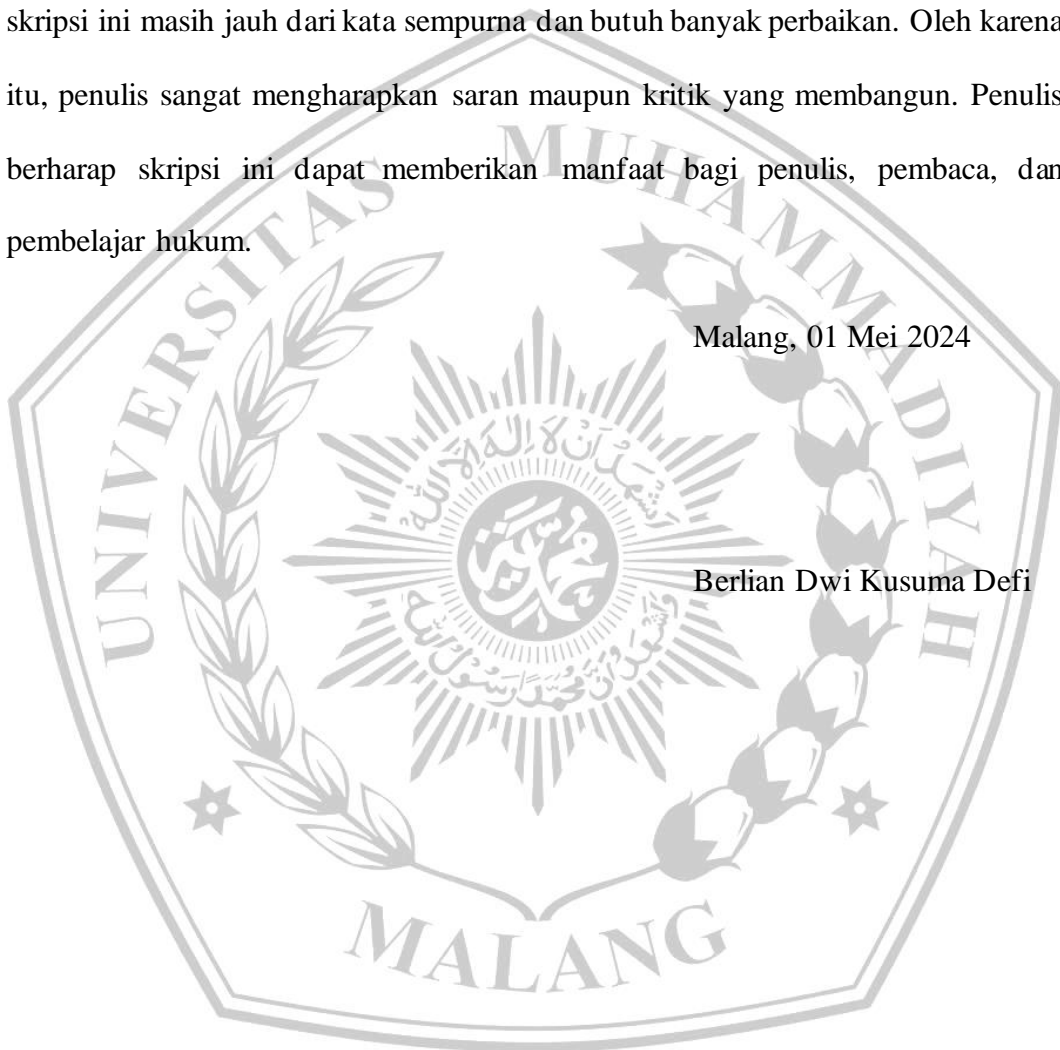 skripsi ini masih jauh dari kata sempurna dan butuh banyak perbaikan. Oleh karena
itu, penulis sangat mengharapkan saran maupun kritik yang membangun. Penulis
berharap skripsi ini dapat memberikan manfaat bagi penulis, pembaca, dan
pembelajar hukum.
Malang, 01 Mei 2024
Berlian Dwi Kusuma Defi
UNIVERSITAS MUHAMMADIYAH
MALANG